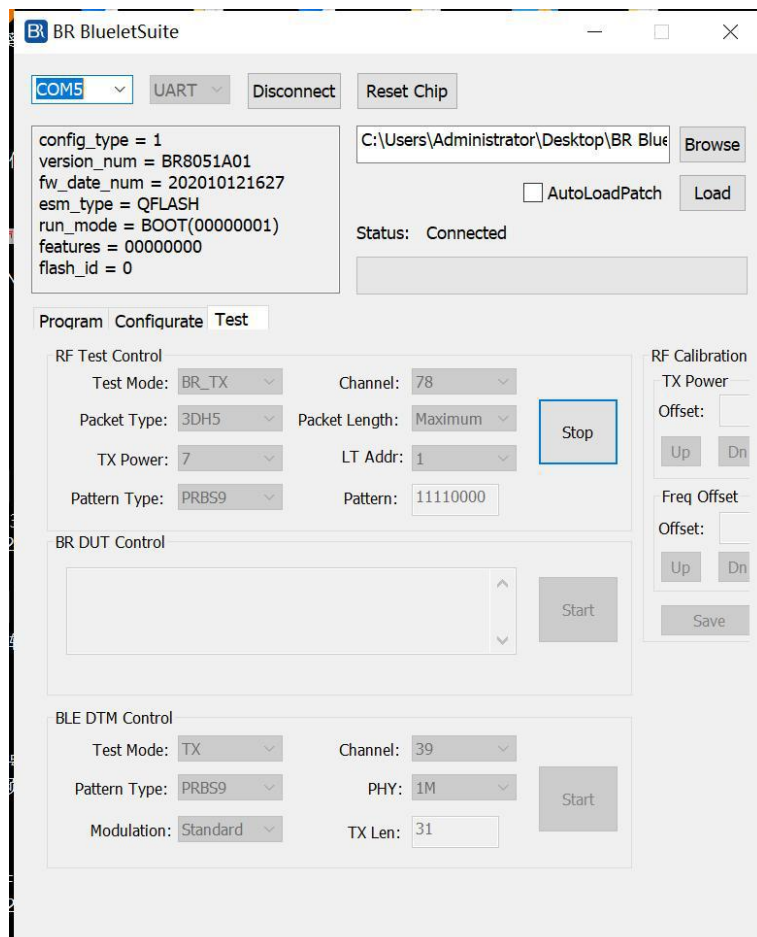 BR BlueletSuite
COM5 UART Disconnect Reset Chip
config_type = 1
version_num = BR8051A01
fw_date_num = 202010121627
esm_type = QFLASH
run_mode = BOOT(00000001)
features = 00000000
flash_id = 0
C:\Users\Administrator\Desktop\BR Blue Browse
AutoLoadPatch Load
Status: Connected
Program Configurate Test
RF Test Control
Test Mode: BR_TX Channel: 78
Packet Type: 3DH5 Packet Length: Maximum
Stop
TX Power: 7 LT Addr: 1
Pattern Type: PRBS9 Pattern: 11110000
RF Calibration
TX Power
Offset:
Up Dn
Freq Offset
Offset:
Up Dn
Save
BR DUT Control
Start
BLE DTM Control
Test Mode: TX Channel: 39
Pattern Type: PRBS9 PHY: 1M
Start
Modulation: Standard TX Len: 31